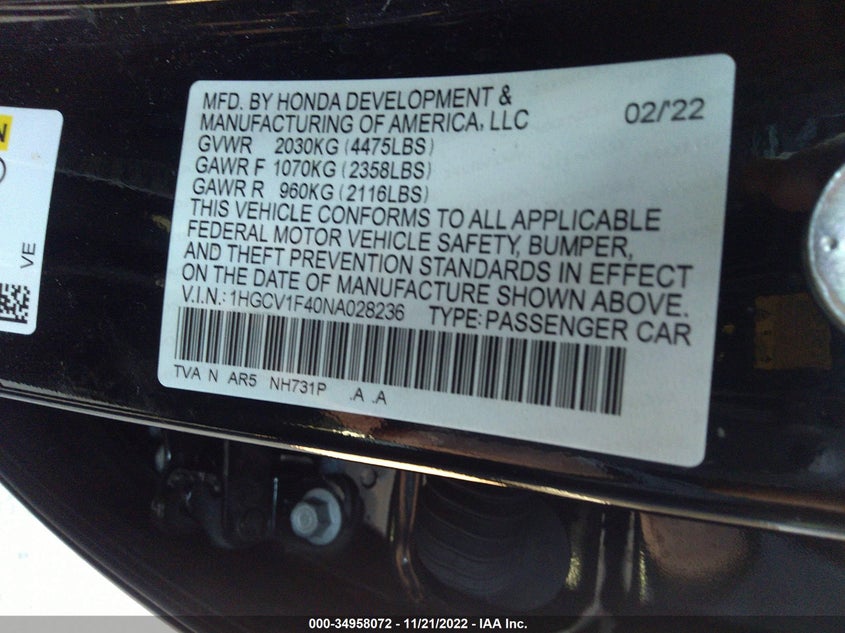 N
VE
MFD. BY HONDA DEVELOPMENT & 02/'22
MANUFACTURING OF AMERICA, LLC
GVWR 2030KG (4475LBS)
GAWR F 1070KG (2358LBS)
GAWR R 960KG (2116LBS)
THIS VEHICLE CONFORMS TO ALL APPLICABLE
FEDERAL MOTOR VEHICLE SAFETY, BUMPER,
AND THEFT PREVENTION STANDARDS IN EFFECT
ON THE DATE OF MANUFACTURE SHOWN ABOVE.
V.I.N.: 1HGCV1F40NA028236 TYPE: PASSENGER CAR
TVA N AR5 NH731P .A .A
000-34958072 - 11/21/2022 - IAA Inc.